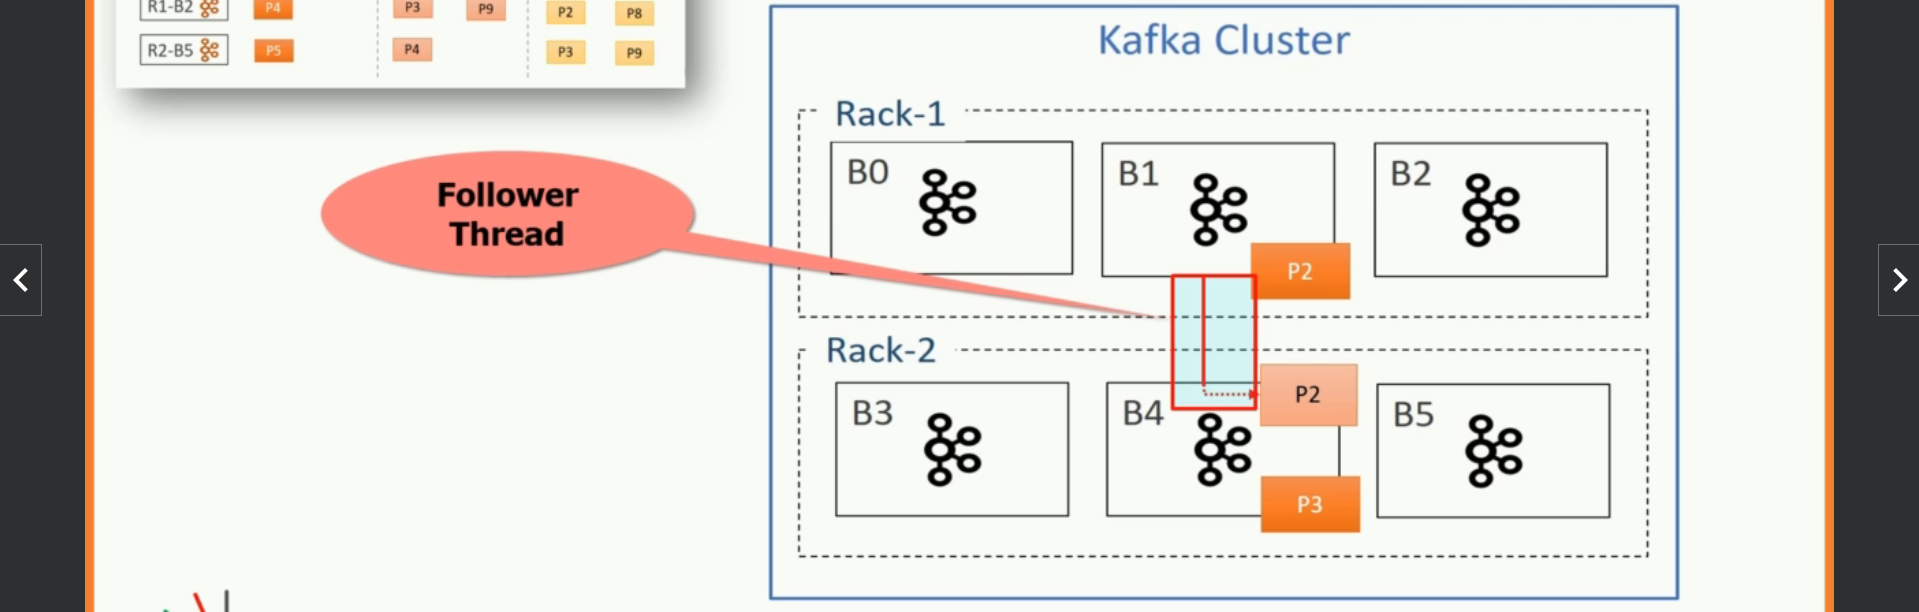 R1-B2 P4 P3 P9 P2 P8
R2-B5 P5 P4 P3 P9
Kafka Cluster
Rack-1
B0 B1 B2
Follower
Thread
P2
Rack-2
P2
B3 B4 B5
P3